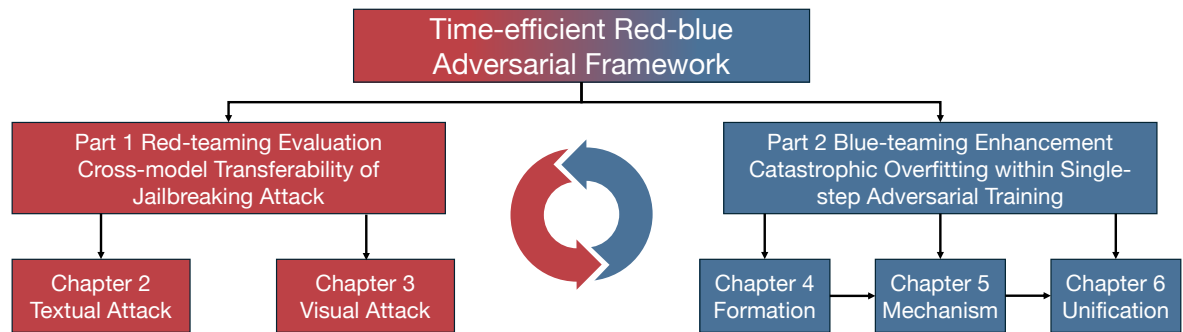 Time-efficient Red-blue
Adversarial Framework
Part 1 Red-teaming Evaluation
Cross-model Transferability of
Jailbreaking Attack
Part 2 Blue-teaming Enhancement
Catastrophic Overfitting within Single-
step Adversarial Training
Chapter 2
Textual Attack
Chapter 3
Visual Attack
Chapter 4
Formation
Chapter 5
Mechanism
Chapter 6
Unification